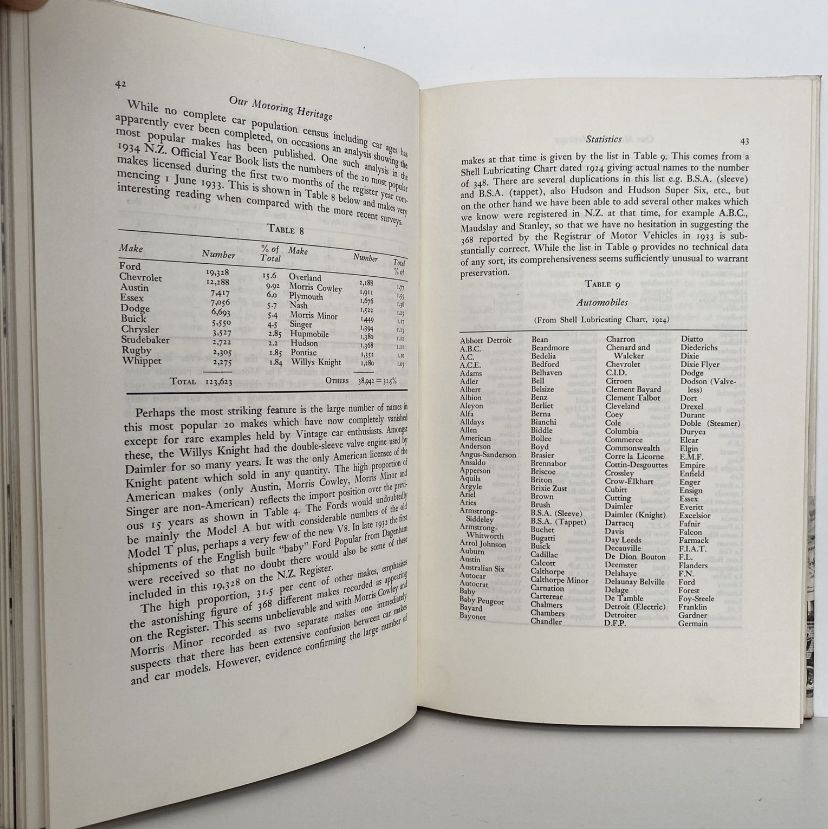 42
Our Motoring Heritage
While no complete car population census including car ages has
apparently ever been completed, on occasions an analysis showing the
most popular makes has been published. One such analysis in the
1934 N.Z. Official Year Book lists the numbers of the 20 most popular
makes licensed during the first two months of the register year com-
mencing 1 June 1933. This is shown in Table 8 below and makes very
interesting reading when compared with the more recent surveys.
TABLE 8
Make Number % of Total Make Number Total % of
Ford 19,328 15.6 Overland 2,188
Chevrolet 12,288 9.92 Morris Cowley 1,911
Austin 7,417 6.0 Plymouth 1,676
Essex 7,056 5.7 Nash 1,522
Dodge 6,693 5.4 Morris Minor 1,449
Buick 5,550 4.5 Singer 1,394
Chrysler 3,527 2.85 Hupmobile 1,380
Studebaker 2,722 2.2 Hudson 1,368
Rugby 2,305 1.85 Pontiac 1,352
Whippet 2,275 1.84 Willys Knight 1,280
TOTAL 123,623 OTHERS 38,942 = 31.5%
Perhaps the most striking feature is the large number of names in
this most popular 20 makes which have now completely vanished
except for rare examples held by Vintage car enthusiasts. Amongst
these, the Willys Knight had the double-sleeve valve engine used by
Daimler for so many years. It was the only American licensee of the
Knight patent which sold in any quantity. The high proportion of
American makes (only Austin, Morris Cowley, Morris Minor and
Singer are non-American) reflects the import position over the previ-
ous 15 years as shown in Table 4. The Fords would undoubtedly
be mainly the Model A but with considerable numbers of the old
Model T plus, perhaps a very few of the new V8. In late 1932 the first
shipments of the English built "baby" Ford Popular from Dagenham
were received so that no doubt there would also be some of these
included in this 19,328 on the N.Z. Register.
The high proportion, 31.5 per cent of other makes, emphasises
the astonishing figure of 368 different makes recorded as appearing
on the Register. This seems unbelievable and with Morris Cowley and
Morris Minor recorded as two separate makes one immediately
suspects that there has been extensive confusion between car makes
and car models. However, evidence confirming the large number of
Statistics
43
makes at that time is given by the list in Table 9. This comes from a
Shell Lubricating Chart dated 1924 giving actual names to the number
of 348. There are several duplications in this list e.g. B.S.A. (sleeve)
and B.S.A. (tappet), also Hudson and Hudson Super Six, etc., but
on the other hand we have been able to add several other makes which
we know were registered in N.Z. at that time, for example A.B.C.,
Maudslay and Stanley, so that we have no hesitation in suggesting the
368 reported by the Registrar of Motor Vehicles in 1933 is sub-
stantially correct. While the list in Table 9 provides no technical data
of any sort, its comprehensiveness seems sufficiently unusual to warrant
preservation.
TABLE 9
Automobiles
(From Shell Lubricating Chart, 1924)
Abbott Detroit
A.B.C.
A.C.
A.C.E.
Adams
Adler
Albert
Albion
Aleyon
Alfa
Alldays
Allen
American
Anderson
Angus-Sanderson
Ansaldo
Apperson
Aquila
Argyle
Ariel
Aries
Armstrong-
Siddeley
Armstrong-
Whitworth
Arrol Johnson
Auburn
Austin
Australian Six
Autocar
Autocrat
Baby
Baby Peugeot
Bayard
Bayonet
Bean
Beardmore
Bedelia
Bedford
Belhaven
Bell
Belsize
Benz
Berliet
Berna
Bianchi
Biddle
Bollee
Boyd
Brasier
Brennabor
Briscoe
Briton
Brixie Zust
Brown
Brush
B.S.A. (Sleeve)
B.S.A. (Tappet)
Buchet
Bugatti
Buick
Cadillac
Calcott
Calthorpe
Calthorpe Minor
Carnation
Carterear
Chalmers
Chambers
Chandler
Charron
Chenard and
Walcker
Chevrolet
C.I.D.
Citroen
Clement Bayard
Clement Talbot
Cleveland
Coey
Cole
Columbia
Commerce
Commonwealth
Corre la Licorne
Cottin-Desgouttes
Crossley
Crow-Elkhart
Cubitt
Cutting
Daimler
Daimler (Knight)
Darracq
Davis
Day Leeds
Decauville
De Dion Bouton
Deemster
Delahaye
Delaunay Belville
Delage
De Tamble
Detroit (Electric)
Detroiter
D.F.P.
Diatto
Diederichs
Dixie
Dixie Flyer
Dodge
Dodson (Valve-
less)
Dort
Drexel
Durant
Doble (Steamer)
Duryea
Elcar
Elgin
E.M.F.
Empire
Enfield
Enger
Ensign
Essex
Everitt
Excelsior
Fafnir
Falcon
Farmack
F.I.A.T.
F.L.
Flanders
F.N.
Ford
Forest
Foy-Steele
Franklin
Gardner
Germain